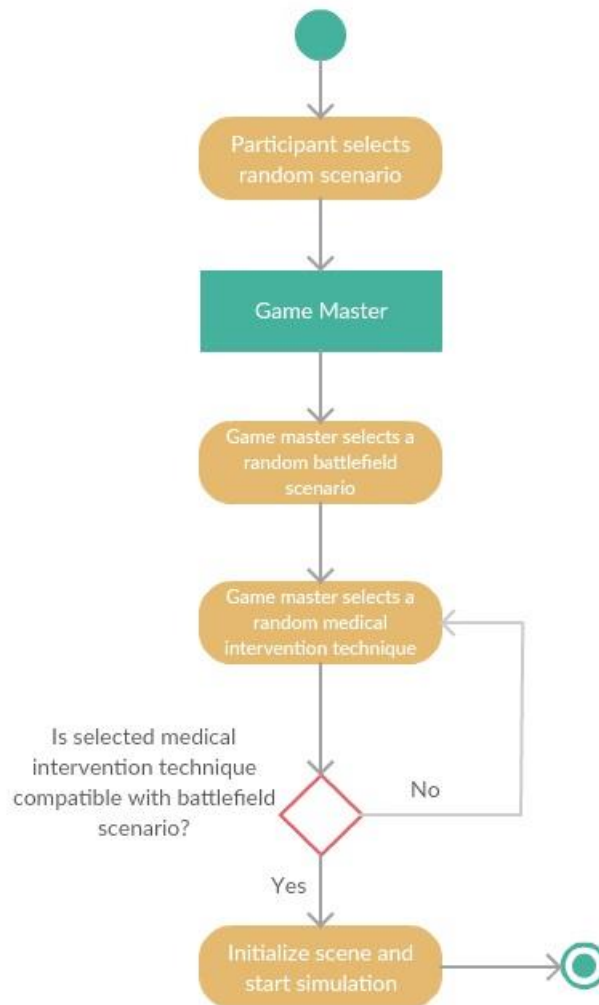 Participant selects
random scenario
Game Master
Game master selects a
random battlefield
scenario
Game master selects a
random medical
intervention technique
Is selected medical
intervention technique
compatible with battlefield
scenario?
No
Yes
Initialize scene and
start simulation